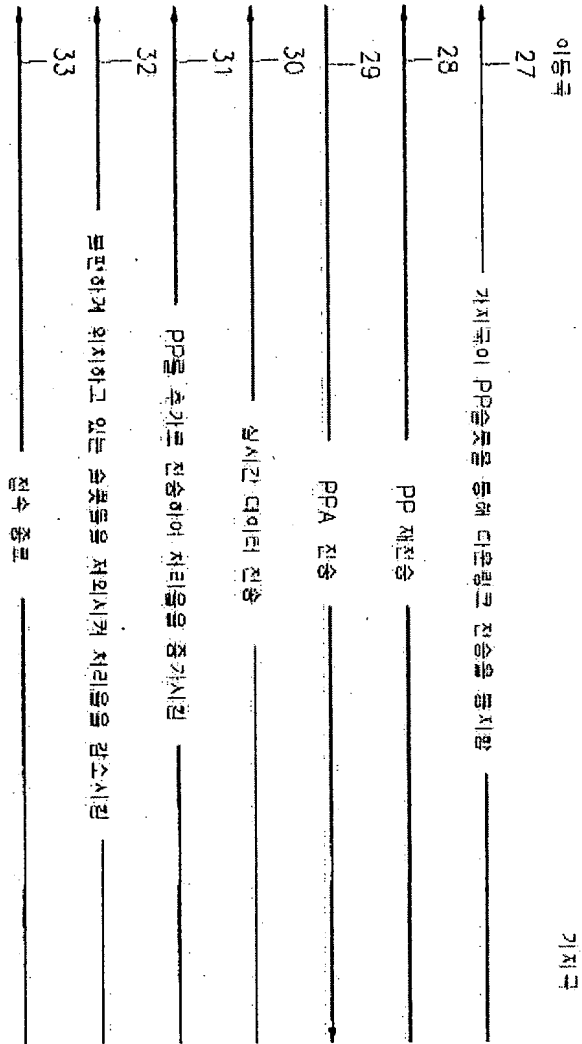 이동국
기지국
27
기지국이 PP슬롯을 통해 다운링크 전송을 통지함
28
PP 재전송
29
PPA 전송
30
실시간 데이터 전송
31
PP를 추가로 전송하여 처리율을 증가시킴
32
불편하게 위치하고 있는 슬롯들을 제외시켜 처리율을 감소시킴
33
접속 종료